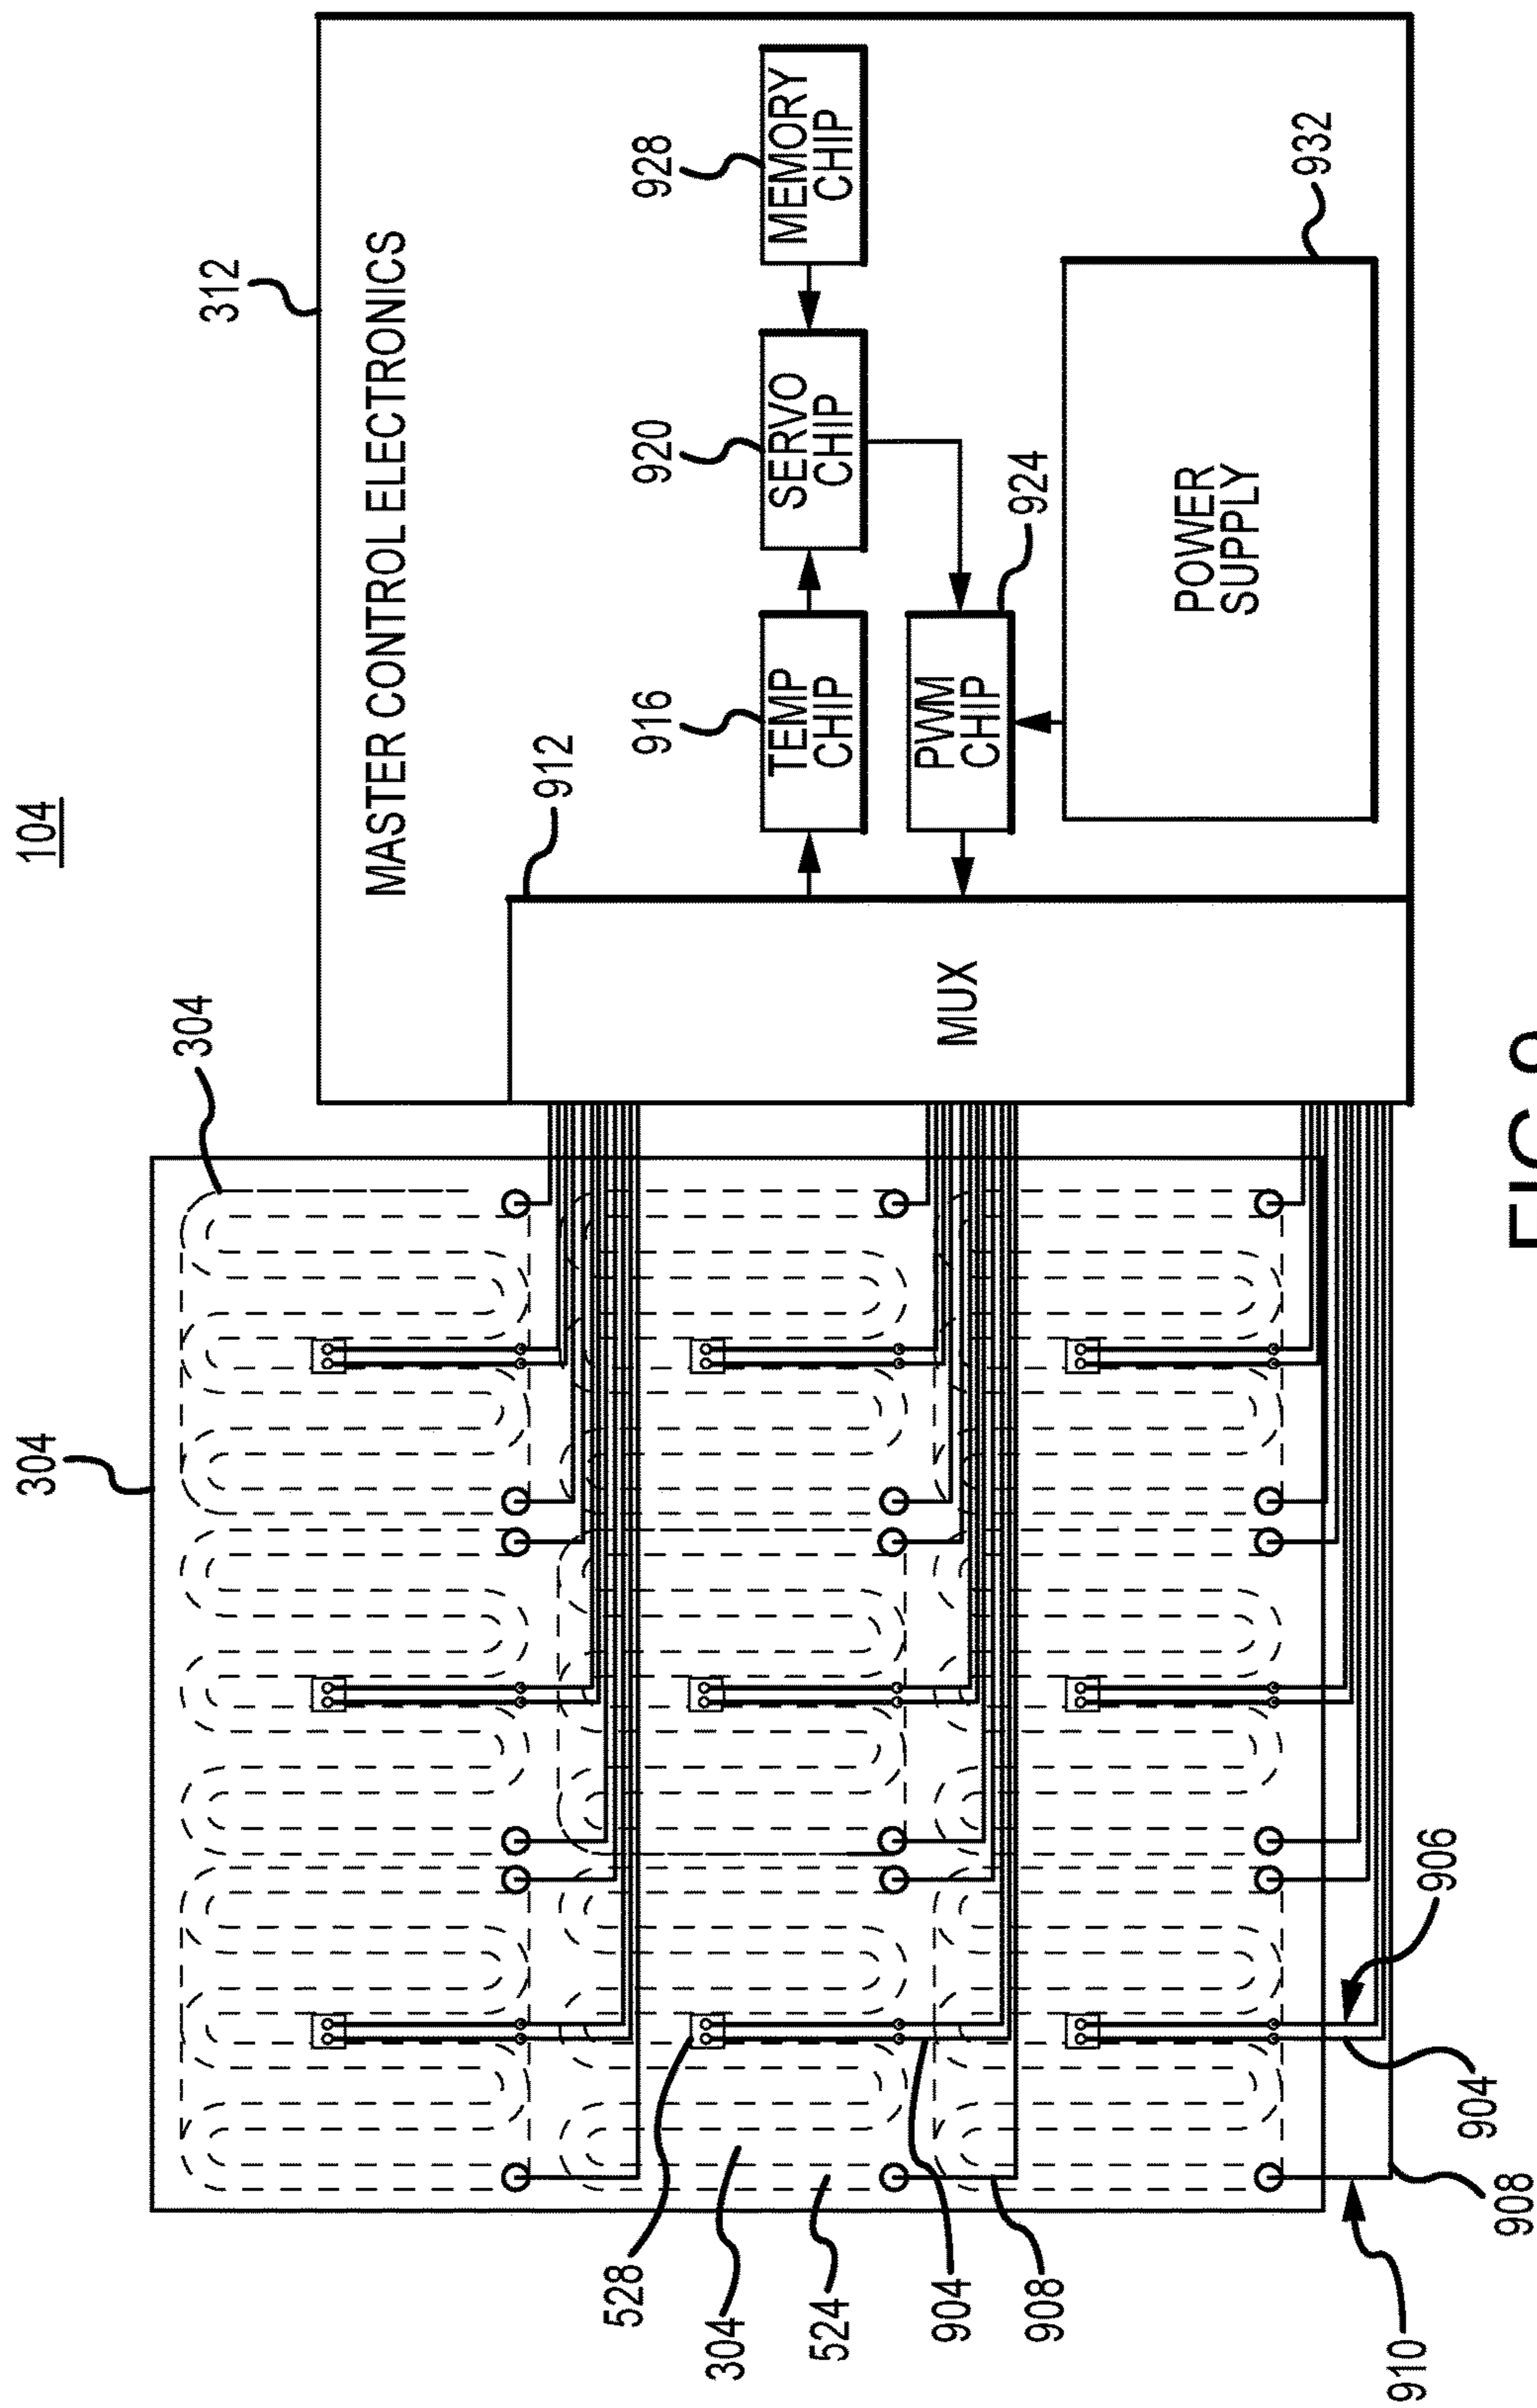 104
304
304
312
MASTER CONTROL ELECTRONICS
912
916
920
928
TEMP
CHIP
SERVO
CHIP
MEMORY
CHIP
MUX
PWM
CHIP
924
POWER
SUPPLY
932
528
304
524
904
908
910
906
904
908
FIG